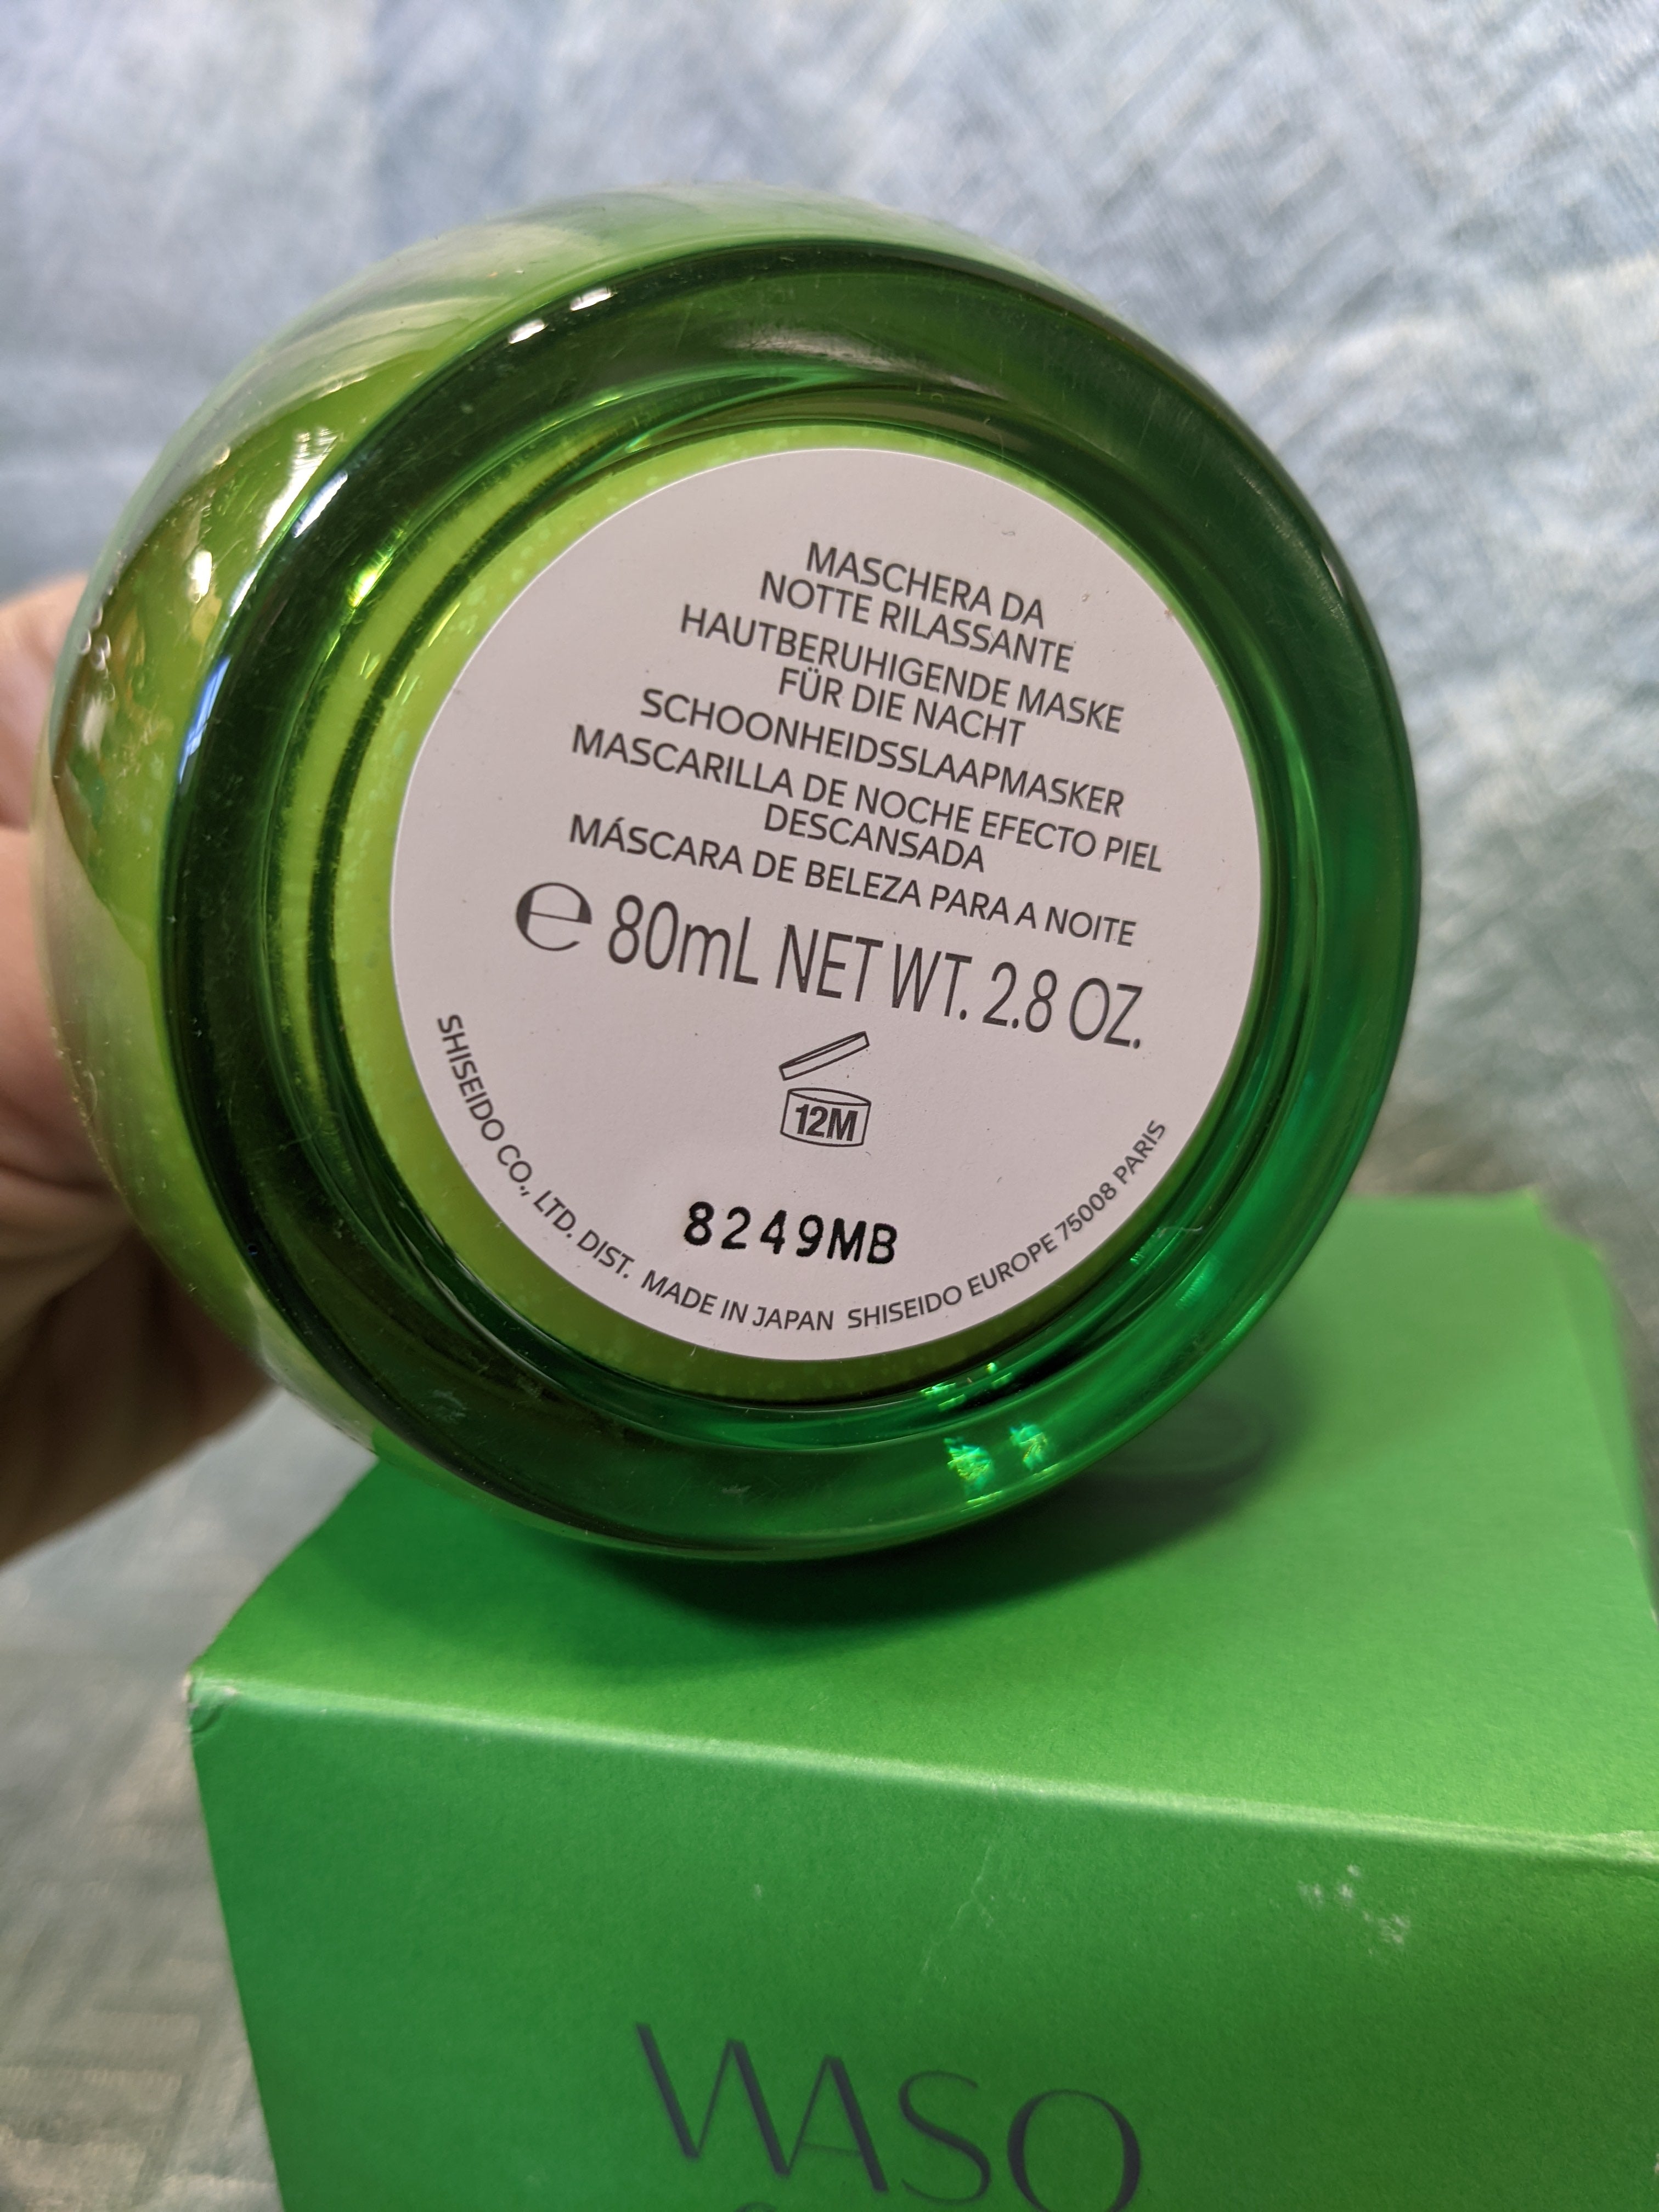 MASCHERA DA
NOTTE RILASSANTE
HAUTBERUHIGENDE MASKE
FÜR DIE NACHT
SCHOONHEIDSSLAAPMASKER
MASCARILLA DE NOCHE EFECTO PIEL
DESCANSADA
MÁSCARA DE BELEZA PARA A NOITE
℮ 80mL NET WT. 2.8 OZ.
12M
8249MB
SHISEIDO CO., LTD. DIST. MADE IN JAPAN SHISEIDO EUROPE 75008 PARIS
WASO